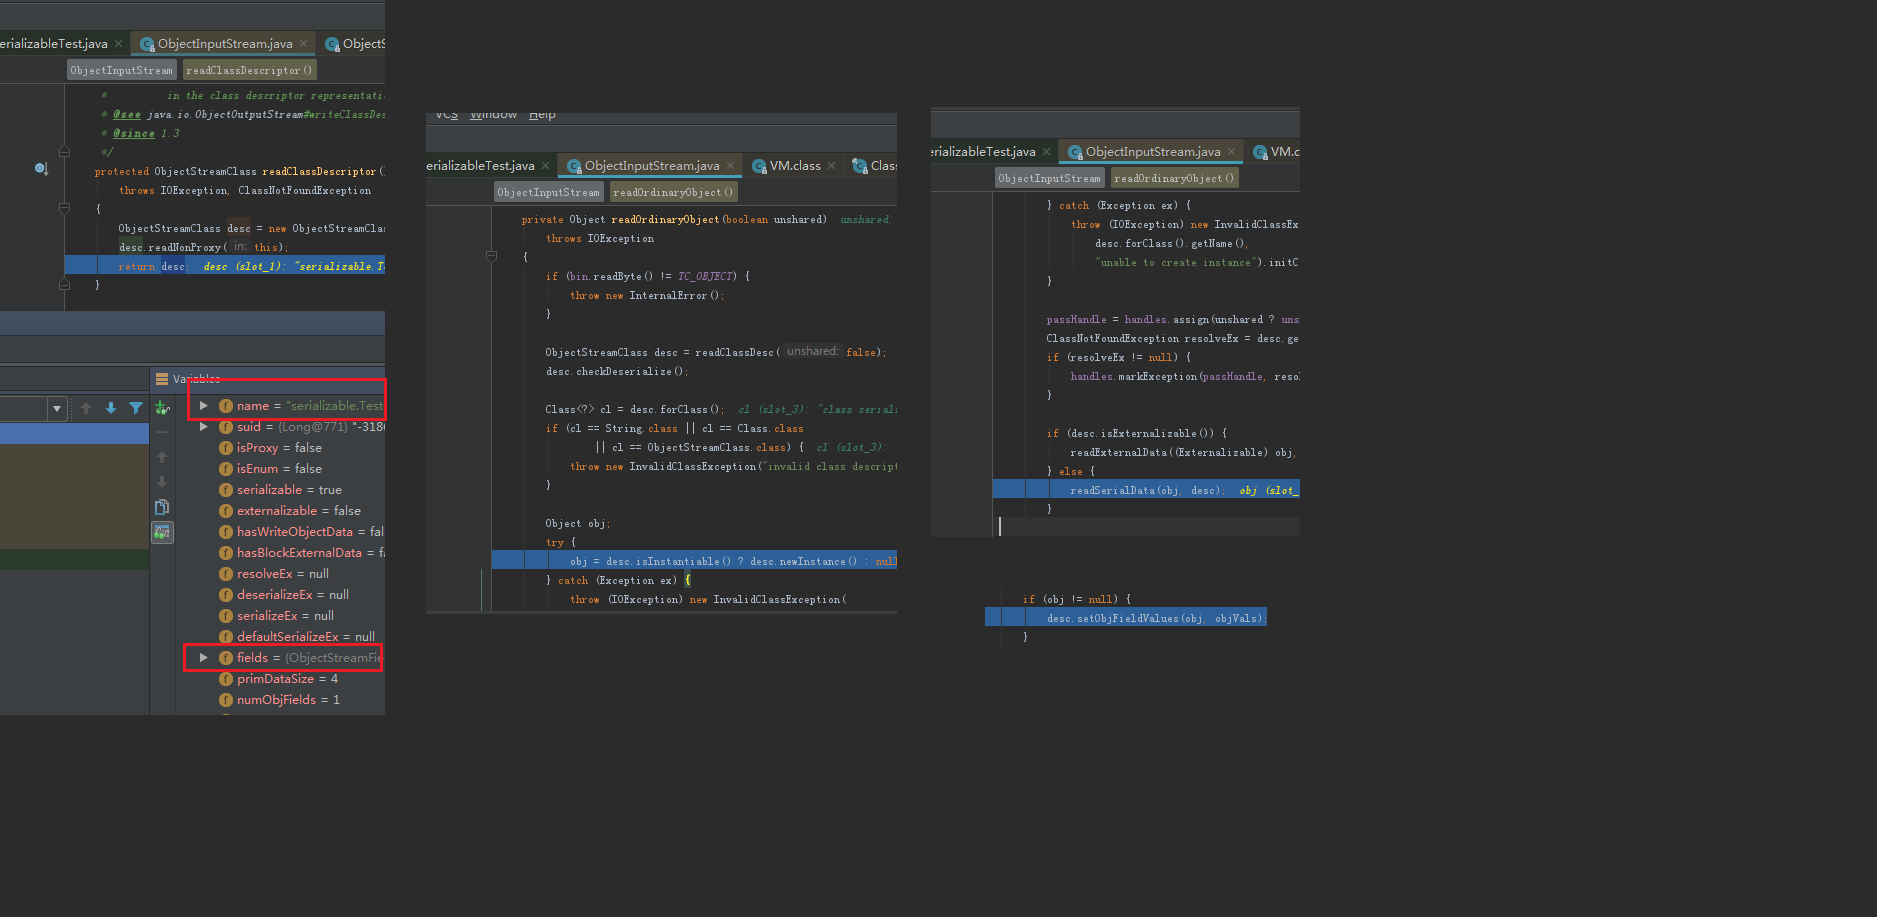 erializableTest.java
ObjectInputStream.java
ObjectS
ObjectInputStream
readClassDescriptor()
* in the class descriptor representati
* @see java.io.ObjectOutputStream#writeClassDes
* @since 1.3
*/
protected ObjectStreamClass readClassDescriptor()
throws IOException, ClassNotFoundException
{
ObjectStreamClass desc = new ObjectStreamClas
desc.readNonProxy( in: this);
return desc; desc (slot_1): "serializable.Te
}
Variables
name = "serializable.Test
suid = {Long@771} "-3180
isProxy = false
isEnum = false
serializable = true
externalizable = false
hasWriteObjectData = fal
hasBlockExternalData = f
resolveEx = null
deserializeEx = null
serializeEx = null
defaultSerializeEx = null
fields = {ObjectStreamFie
primDataSize = 4
numObjFields = 1
VCS Window Help
erializableTest.java
ObjectInputStream.java
VM.class
Class
ObjectInputStream
readOrdinaryObject()
private Object readOrdinaryObject(boolean unshared) unshared:
throws IOException
{
if (bin.readByte() != TC_OBJECT) {
throw new InternalError();
}
ObjectStreamClass desc = readClassDesc( unshared: false);
desc.checkDeserialize();
Class<?> cl = desc.forClass(); cl (slot_3): "class seriali
if (cl == String.class || cl == Class.class
|| cl == ObjectStreamClass.class) { cl (slot_3):
throw new InvalidClassException("invalid class descript
}
Object obj;
try {
obj = desc.isInstantiable() ? desc.newInstance() : null
} catch (Exception ex) {
throw (IOException) new InvalidClassException(
erializableTest.java
ObjectInputStream.java
VM.c
ObjectInputStream
readOrdinaryObject()
} catch (Exception ex) {
throw (IOException) new InvalidClassEx
desc.forClass().getName(),
"unable to create instance").initC
}
passHandle = handles.assign(unshared ? uns
ClassNotFoundException resolveEx = desc.ge
if (resolveEx != null) {
handles.markException(passHandle, resol
}
if (desc.isExternalizable()) {
readExternalData((Externalizable) obj,
} else {
readSerialData(obj, desc); obj (slot_
}
if (obj != null) {
desc.setObjFieldValues(obj, objVals);
}